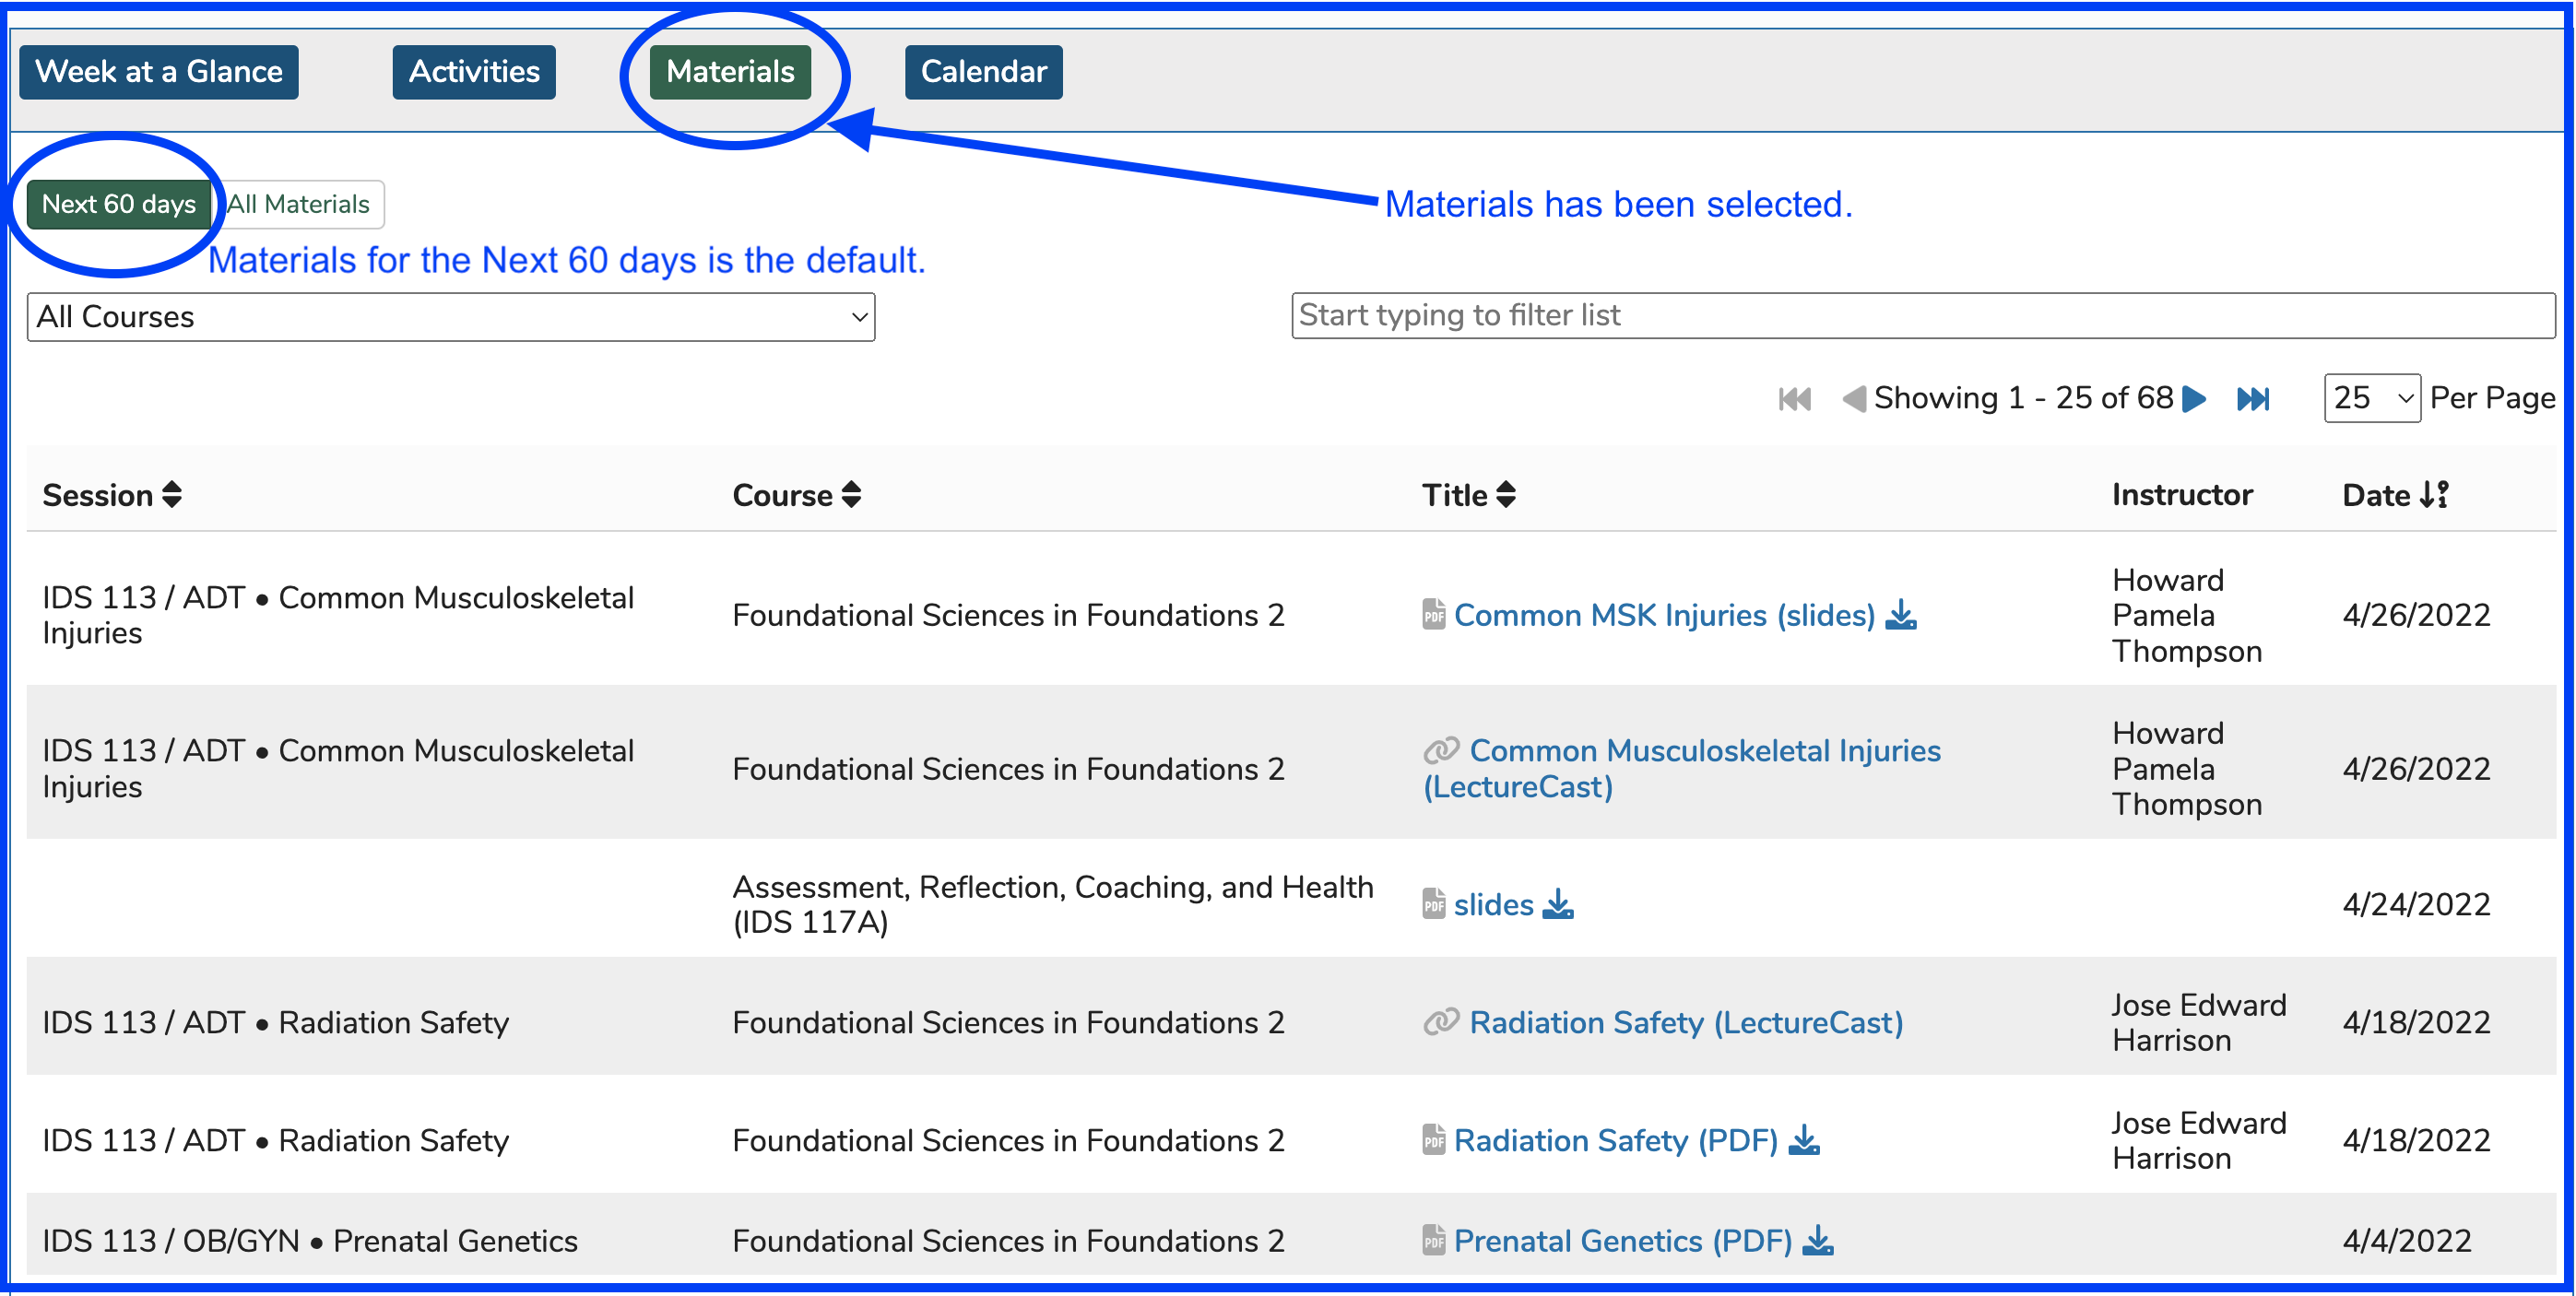 Week at a Glance Activities Materials Calendar
Next 60 days All Materials
Materials has been selected.
Materials for the Next 60 days is the default.
All Courses Start typing to filter list
Showing 1 - 25 of 68 25 Per Page
Session Course Title Instructor Date
IDS 113 / ADT • Common Musculoskeletal
Injuries
Foundational Sciences in Foundations 2
PDF Common MSK Injuries (slides)
Howard
Pamela
Thompson
4/26/2022
IDS 113 / ADT • Common Musculoskeletal
Injuries
Foundational Sciences in Foundations 2
Common Musculoskeletal Injuries
(LectureCast)
Howard
Pamela
Thompson
4/26/2022
Assessment, Reflection, Coaching, and Health
(IDS 117A)
PDF slides
4/24/2022
IDS 113 / ADT • Radiation Safety
Foundational Sciences in Foundations 2
Radiation Safety (LectureCast)
Jose Edward
Harrison
4/18/2022
IDS 113 / ADT • Radiation Safety
Foundational Sciences in Foundations 2
PDF Radiation Safety (PDF)
Jose Edward
Harrison
4/18/2022
IDS 113 / OB/GYN • Prenatal Genetics
Foundational Sciences in Foundations 2
PDF Prenatal Genetics (PDF)
4/4/2022